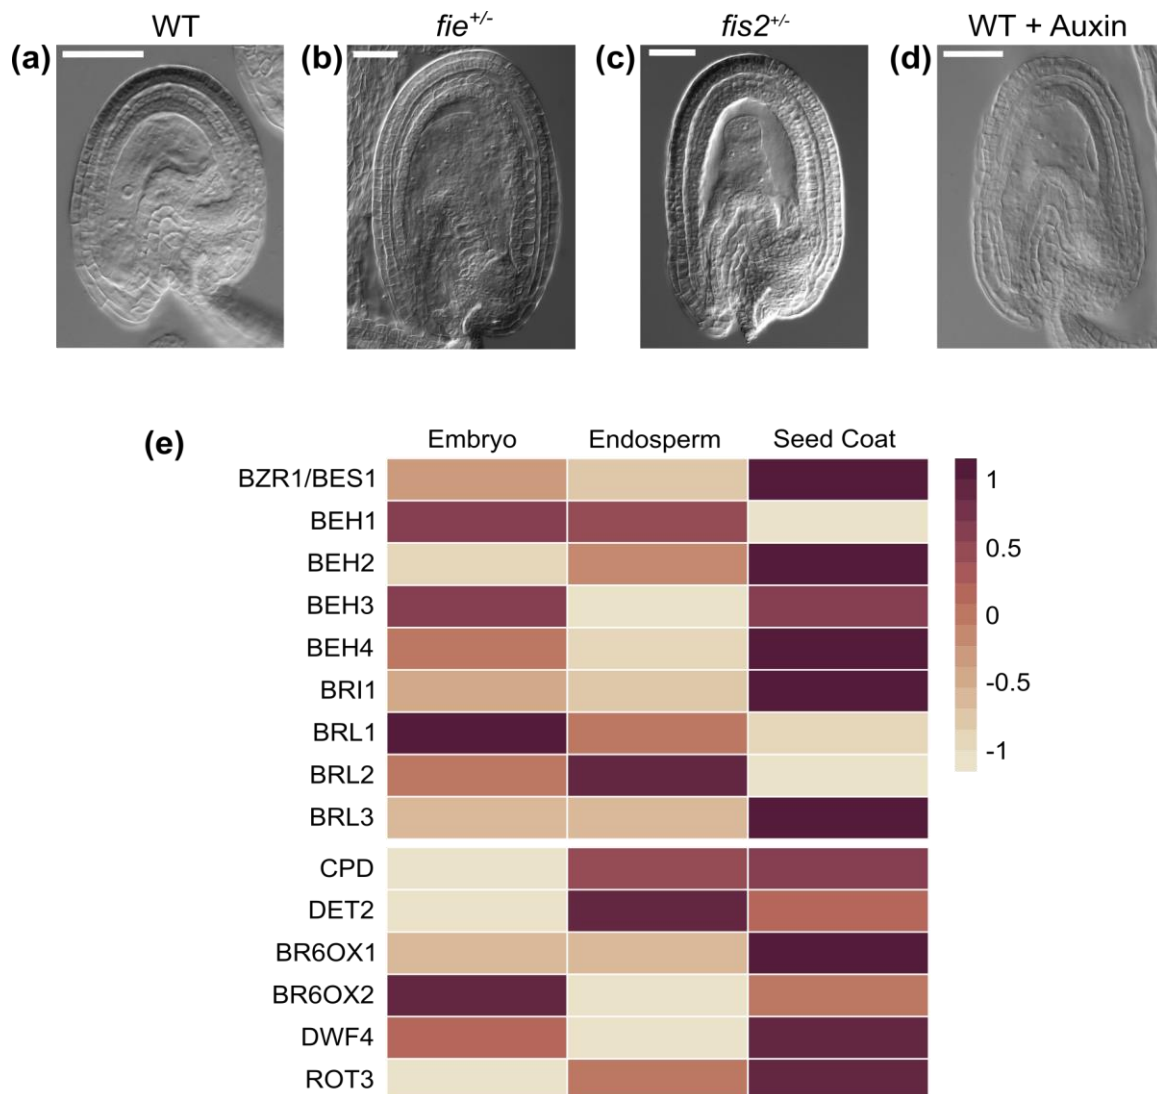 WT fie+/- fis2+/- WT + Auxin
(a) (b) (c) (d)
(e)
Embryo Endosperm Seed Coat
BZR1/BES1
BEH1
BEH2
BEH3
BEH4
BRI1
BRL1
BRL2
BRL3
CPD
DET2
BR6OX1
BR6OX2
DWF4
ROT3
1
0.5
0
-0.5
-1